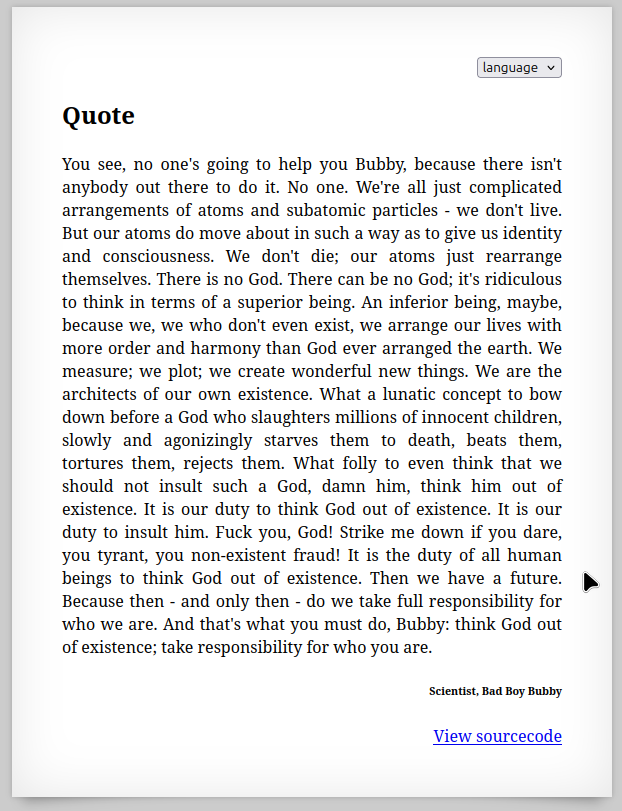 language
Quote
You see, no one's going to help you Bubby, because there isn't
anybody out there to do it. No one. We're all just complicated
arrangements of atoms and subatomic particles - we don't live.
But our atoms do move about in such a way as to give us identity
and consciousness. We don't die; our atoms just rearrange
themselves. There is no God. There can be no God; it's ridiculous
to think in terms of a superior being. An inferior being, maybe,
because we, we who don't even exist, we arrange our lives with
more order and harmony than God ever arranged the earth. We
measure; we plot; we create wonderful new things. We are the
architects of our own existence. What a lunatic concept to bow
down before a God who slaughters millions of innocent children,
slowly and agonizingly starves them to death, beats them,
tortures them, rejects them. What folly to even think that we
should not insult such a God, damn him, think him out of
existence. It is our duty to think God out of existence. It is our
duty to insult him. Fuck you, God! Strike me down if you dare,
you tyrant, you non-existent fraud! It is the duty of all human
beings to think God out of existence. Then we have a future.
Because then - and only then - do we take full responsibility for
who we are. And that's what you must do, Bubby: think God out
of existence; take responsibility for who you are.
Scientist, Bad Boy Bubby
View sourcecode